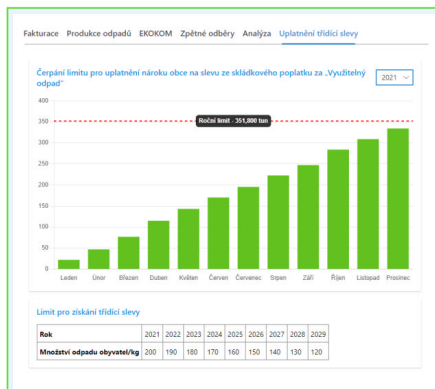 Fakturace Produkce odpadů EKOKOM Zpětné odběry Analýza Uplatnění třídící slevy
Čerpání limitu pro uplatnění nároku obce na slevu ze skládkového poplatku za „Využitelný
odpad"
2021
400
350
Roční limit - 351,800 tun
300
250
200
150
100
50
0
Leden Únor Březen Duben Květen Červen Červenec Srpen Září Říjen Listopad Prosinec
Limit pro získání třídící slevy
Rok 2021 2022 2023 2024 2025 2026 2027 2028 2029
Množství odpadu obyvatel/kg 200 190 180 170 160 150 140 130 120